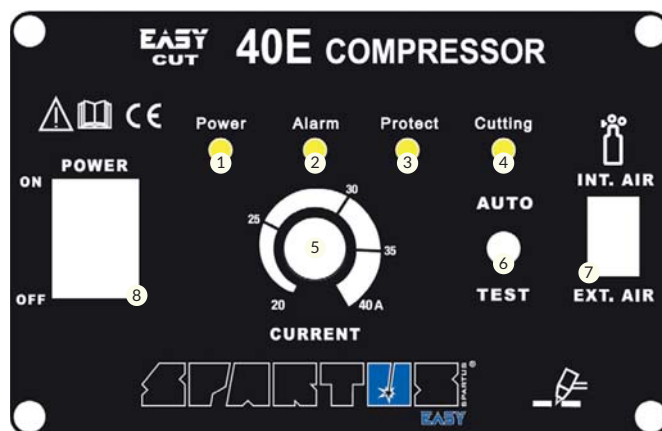 EASY CUT 40E COMPRESSOR
CE
Power Alarm Protect Cutting
1 2 3 4
POWER
ON
OFF
8
25 30 35
20 40 A
5
CURRENT
AUTO
6
TEST
INT. AIR
7
EXT. AIR
SPARTUS®
SPARTUS
EASY